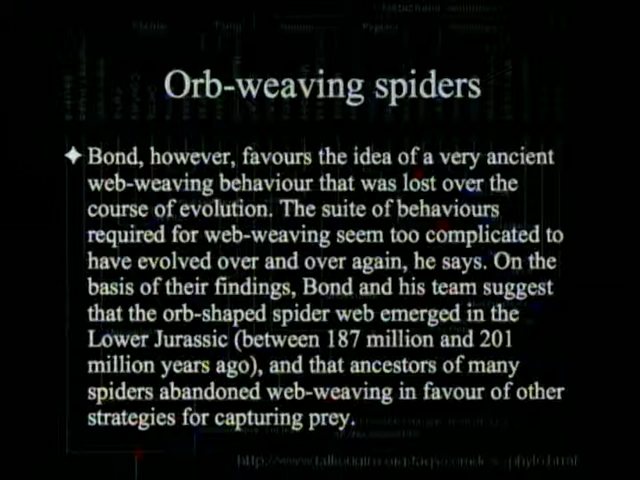 Orb-weaving spiders
✦ Bond, however, favours the idea of a very ancient
web-weaving behaviour that was lost over the
course of evolution. The suite of behaviours
required for web-weaving seem too complicated to
have evolved over and over again, he says. On the
basis of their findings, Bond and his team suggest
that the orb-shaped spider web emerged in the
Lower Jurassic (between 187 million and 201
million years ago), and that ancestors of many
spiders abandoned web-weaving in favour of other
strategies for capturing prey.